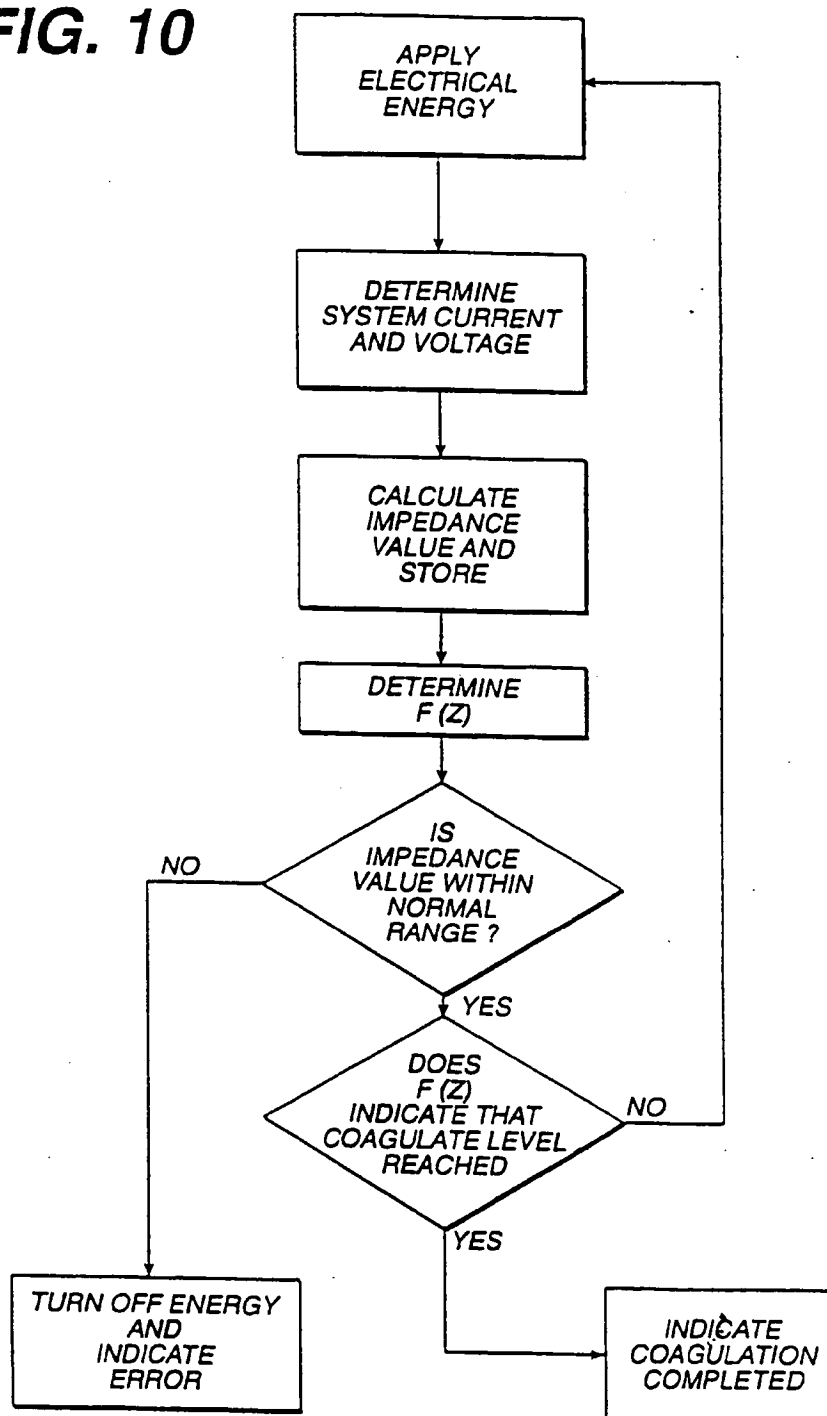 FIG. 10
APPLY
ELECTRICAL
ENERGY
DETERMINE
SYSTEM CURRENT
AND VOLTAGE
CALCULATE
IMPEDANCE
VALUE AND
STORE
DETERMINE
F (Z)
IS
IMPEDANCE
VALUE WITHIN
NORMAL
RANGE ?
NO
YES
DOES
F (Z)
INDICATE THAT
COAGULATE LEVEL
REACHED
NO
YES
TURN OFF ENERGY
AND
INDICATE
ERROR
INDICATE
COAGULATION
COMPLETED